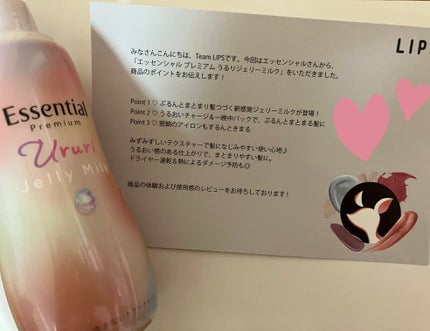 LIPS
みなさんこんにちは、Team LIPSです。今回はエッセンシャルさんから、
「エッセンシャル プレミアム うるりジェリーミルク」をいただきました。
商品のポイントをお伝えします！
Point 1♡ ぷるんとまとまり髪つづく新感覚ジェリーミルクが登場！
Point 2♡ うるおいチャージ&一晩中パックで、ぷるんとまとまる髪に
Point 3♡ 翌朝のアイロンもするんときまる
みずみずしいテクスチャーで髪になじみやすい使い心地♪
うるおい感のある仕上がりで、まとまりやすい髪に。
ドライヤー速乾&熱によるダメージ予防も◎
商品の体験および使用感のレビューをお待ちしております！
Essential
Premium
Ururi
Jelly Milk